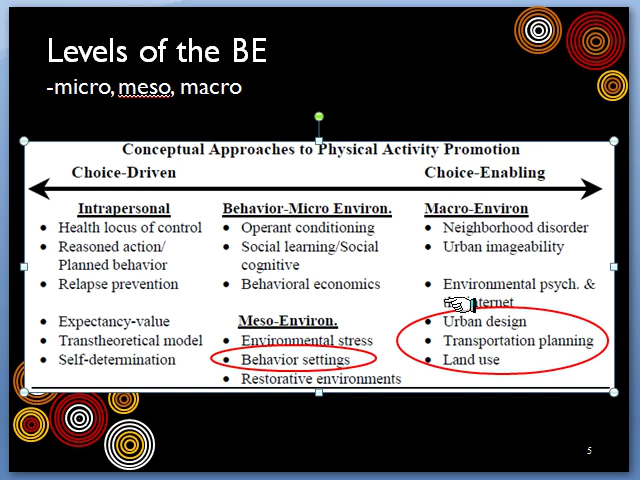 Levels of the BE
-micro, meso, macro
Conceptual Approaches to Physical Activity Promotion
Choice-Driven
Choice-Enabling
Intrapersonal
• Health locus of control
• Reasoned action/
Planned behavior
• Relapse prevention
• Expectancy-value
• Transtheoretical model
• Self-determination
Behavior-Micro Environ.
• Operant conditioning
• Social learning/Social
cognitive
• Behavioral economics
Meso-Environ.
• Environmental stress
• Behavior settings
• Restorative environments
Macro-Environ
• Neighborhood disorder
• Urban imageability
• Environmental psych. &
• Urban design
• Transportation planning
• Land use
5